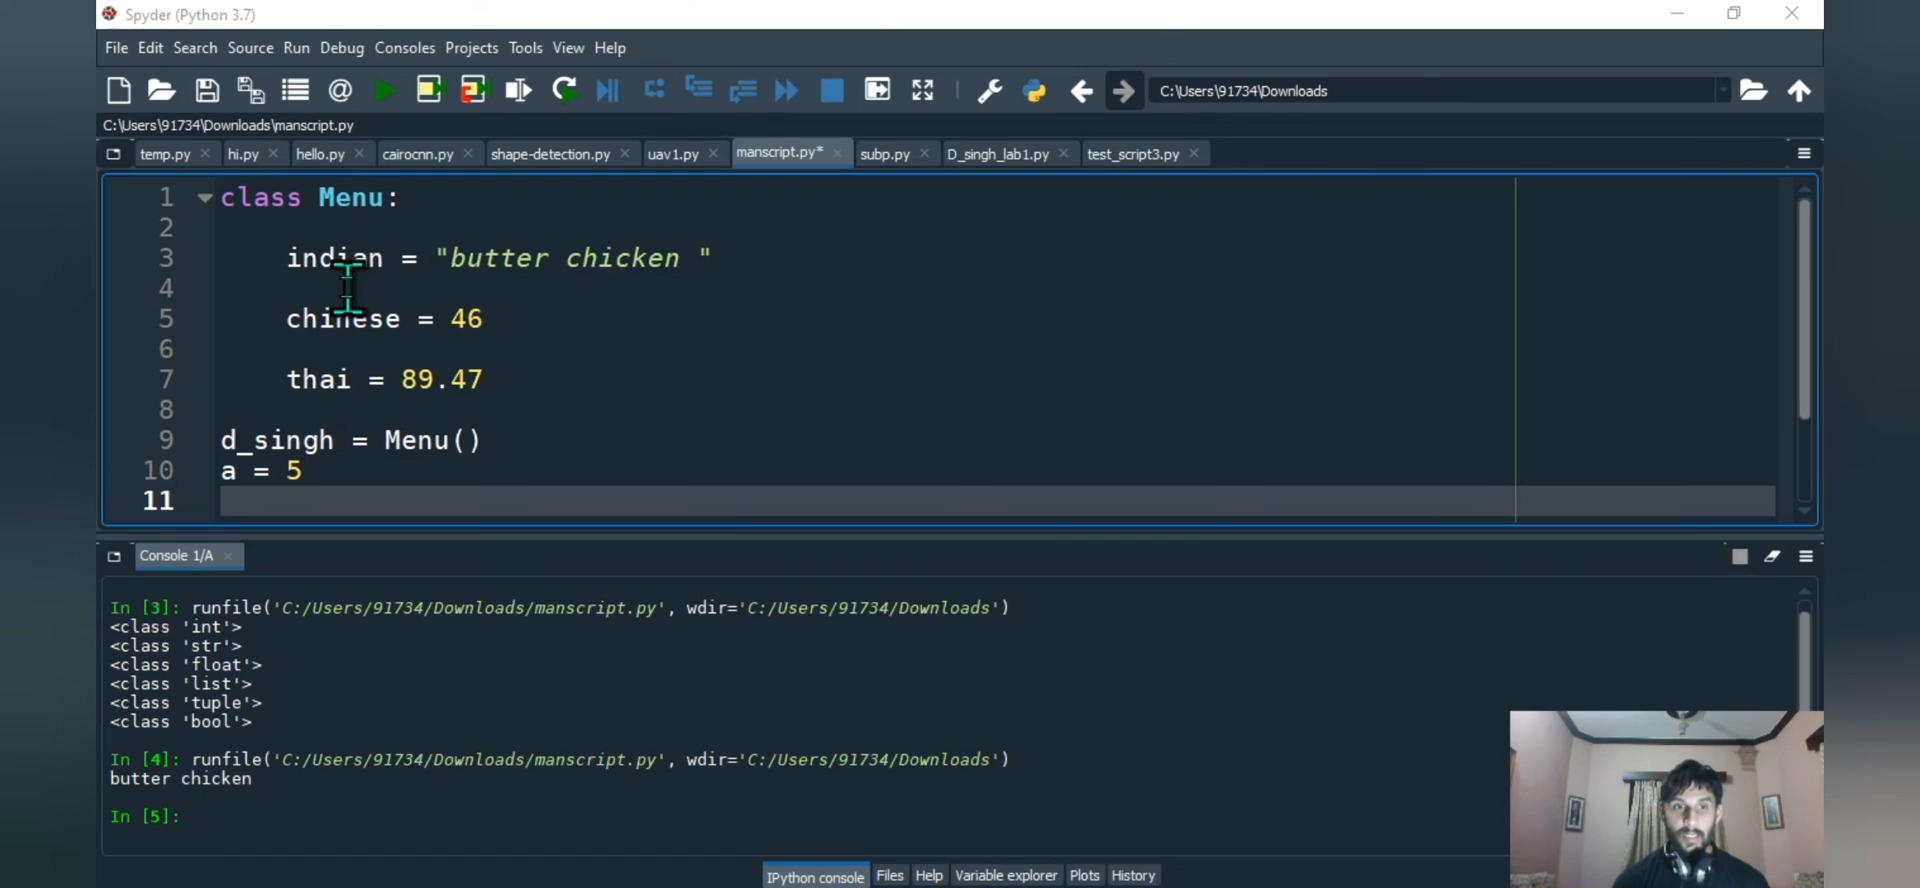 Spyder (Python 3.7)
File Edit Search Source Run Debug Consoles Projects Tools View Help
C:\Users\91734\Downloads
C:\Users\91734\Downloads\manscript.py
temp.py hi.py hello.py cairocnn.py shape-detection.py uav1.py manscript.py* subp.py D_singh_lab1.py test_script3.py
1 class Menu:
2
3 indian = "butter chicken "
4
5 chinese = 46
6
7 thai = 89.47
8
9 d_singh = Menu()
10 a = 5
11
Console 1/A
In [3]: runfile('C:/Users/91734/Downloads/manscript.py', wdir='C:/Users/91734/Downloads')
<class 'int'>
<class 'str'>
<class 'float'>
<class 'list'>
<class 'tuple'>
<class 'bool'>
In [4]: runfile('C:/Users/91734/Downloads/manscript.py', wdir='C:/Users/91734/Downloads')
butter chicken
In [5]:
IPython console Files Help Variable explorer Plots History